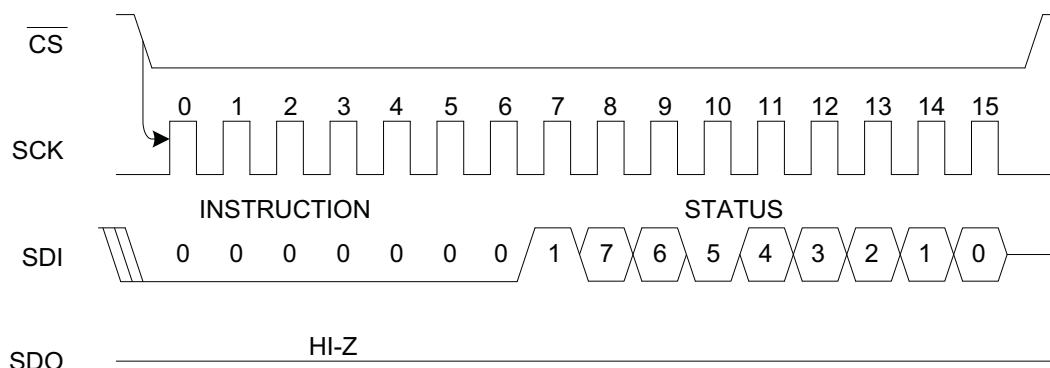 CS
0 1 2 3 4 5 6 7 8 9 10 11 12 13 14 15
SCK
INSTRUCTION STATUS
SDI 0 0 0 0 0 0 0 1 7 6 5 4 3 2 1 0
HI-Z
SDO